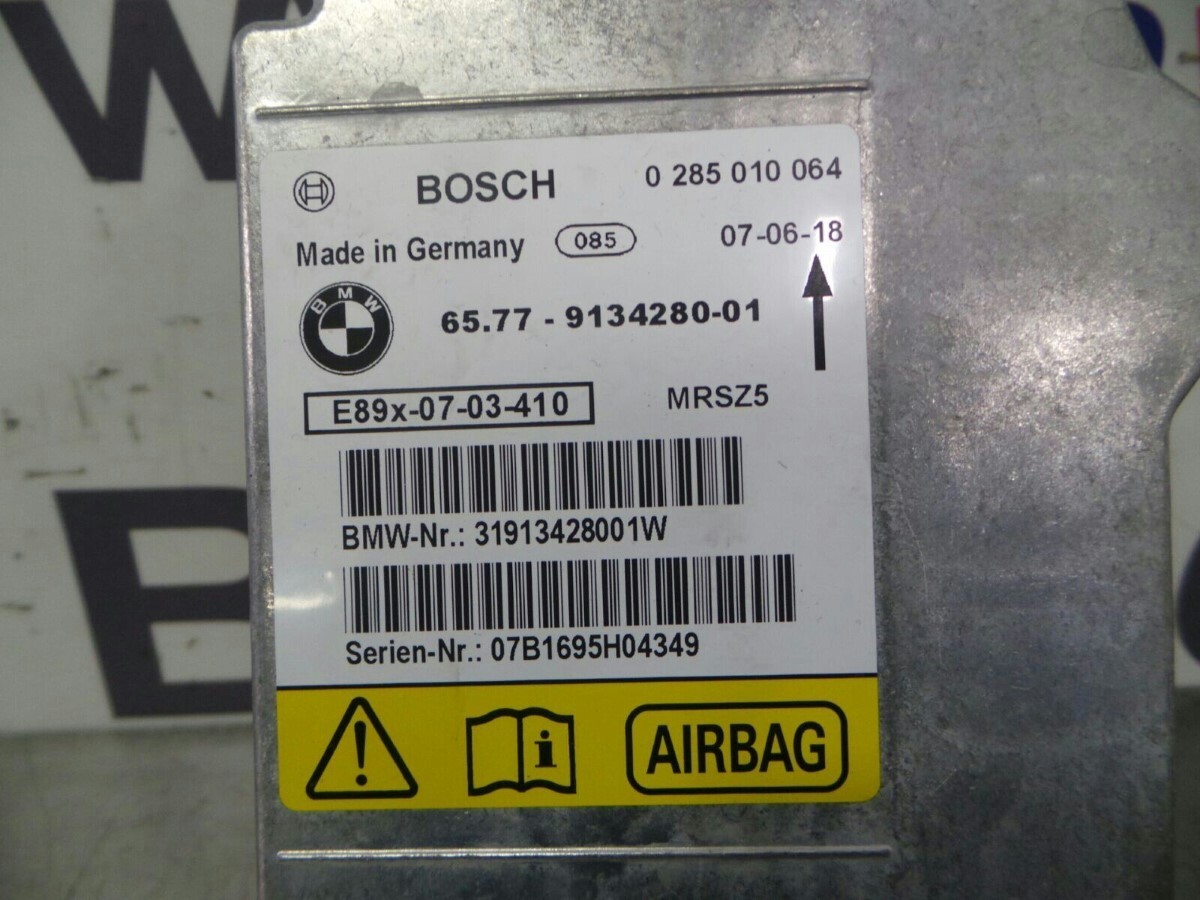 BOSCH 0 285 010 064
Made in Germany 085 07-06-18
BMW
65.77 - 9134280-01
E89x-07-03-410 MRSZ5
BMW-Nr.: 31913428001W
Serien-Nr.: 07B1695H04349
! i AIRBAG